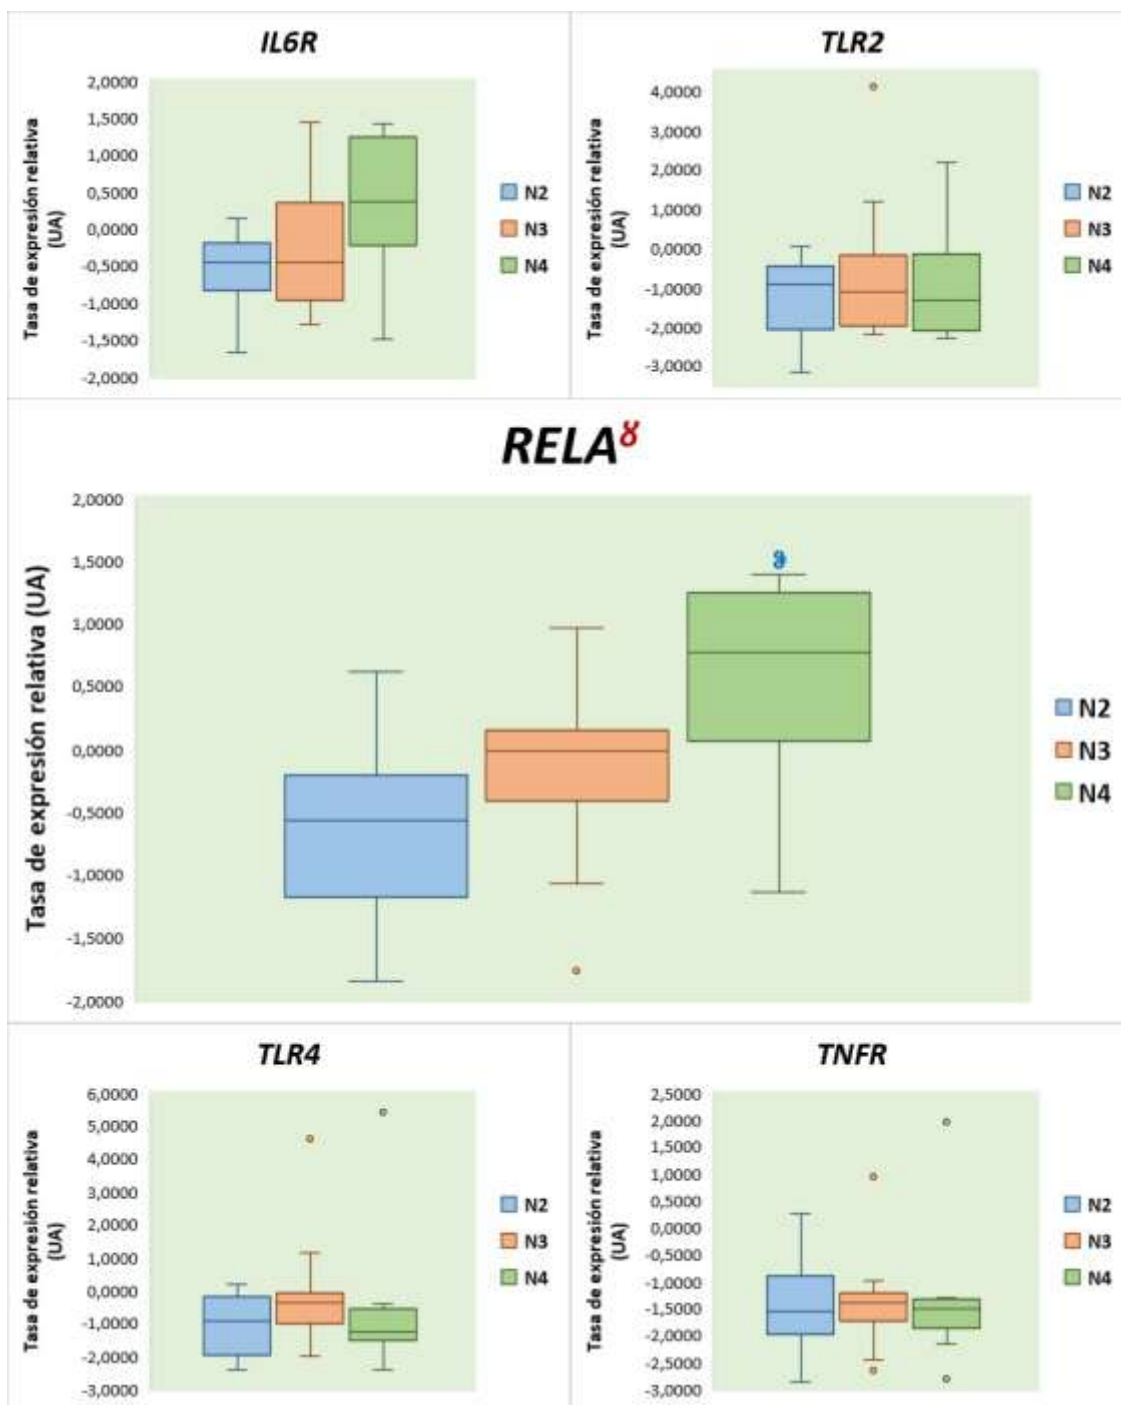 IL6R
Tasa de expresión relativa
(UA)
2,0000
1,5000
1,0000
0,5000
0,0000
-0,5000
-1,0000
-1,5000
-2,0000
N2
N3
N4
TLR2
Tasa de expresión relativa
(UA)
4,0000
3,0000
2,0000
1,0000
0,0000
-1,0000
-2,0000
-3,0000
N2
N3
N4
RELA
Tasa de expresión relativa (UA)
2,0000
1,5000
1,0000
0,5000
0,0000
-0,5000
-1,0000
-1,5000
-2,0000
N2
N3
N4
TLR4
Tasa de expresión relativa
(UA)
6,0000
5,0000
4,0000
3,0000
2,0000
1,0000
0,0000
-1,0000
-2,0000
-3,0000
N2
N3
N4
TNFR
Tasa de expresión relativa
(UA)
2,5000
2,0000
1,5000
1,0000
0,5000
0,0000
-0,5000
-1,0000
-1,5000
-2,0000
-2,5000
-3,0000
N2
N3
N4